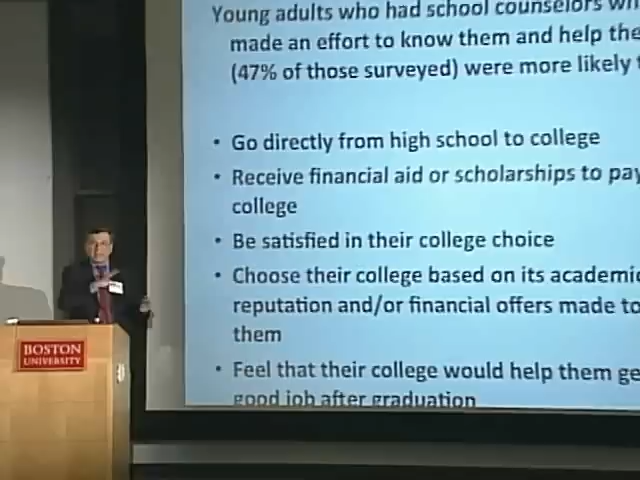 Young adults who had school counselors
made an effort to know them and help
(47% of those surveyed) were more likely
• Go directly from high school to college
• Receive financial aid or scholarships to pay
college
• Be satisfied in their college choice
• Choose their college based on its academic
reputation and/or financial offers made to
them
• Feel that their college would help them
good job after graduation
BOSTON
UNIVERSITY